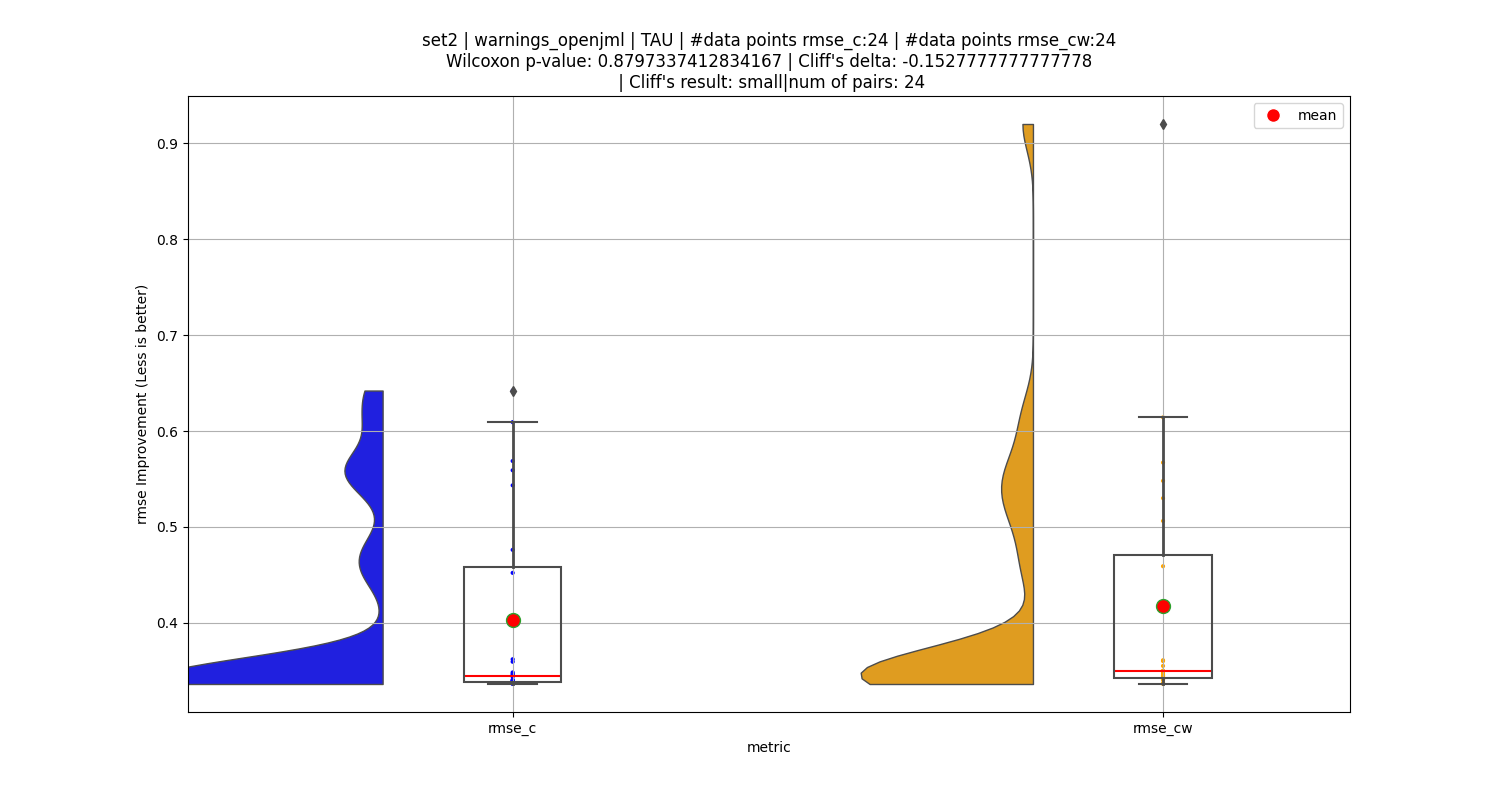 set2 | warnings_openjml | TAU | #data points rmse_c:24 | #data points rmse_cw:24
Wilcoxon p-value: 0.8797337412834167 | Cliff's delta: -0.1527777777777778
| Cliff's result: small|num of pairs: 24
mean
0.9
0.8
0.7
0.6
0.5
0.4
rmse Improvement (Less is better)
rmse_c
rmse_cw
metric